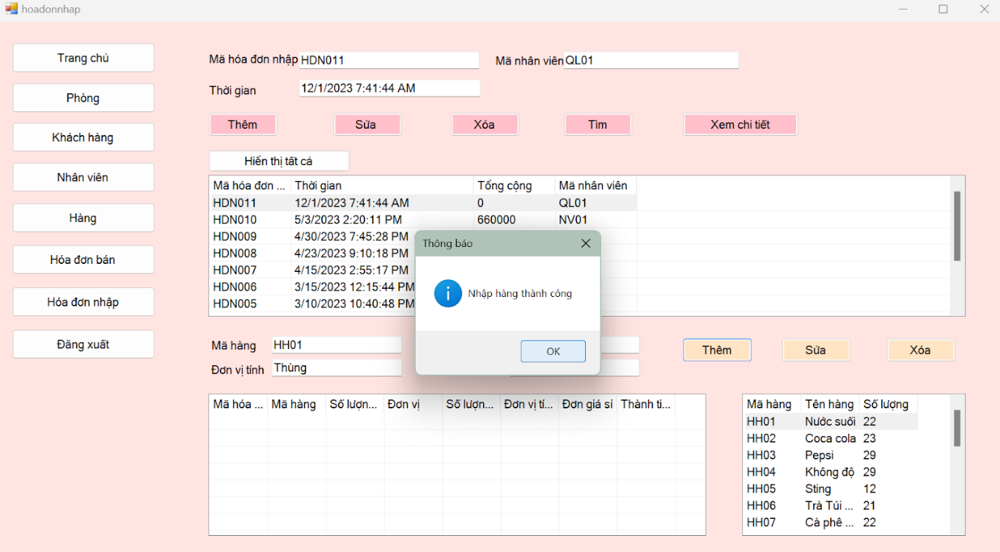 hoadonnhap
Trang chủ
Phòng
Khách hàng
Nhân viên
Hàng
Hóa đơn bán
Hóa đơn nhập
Đăng xuất
Mã hóa đơn nhập HDN011 Mã nhân viên QL01
Thời gian 12/1/2023 7:41:44 AM
Thêm Sửa Xóa Tìm Xem chi tiết
Hiển thị tất cả
Mã hóa đơn ... Thời gian Tổng cộng Mã nhân viên
HDN011 12/1/2023 7:41:44 AM 0 QL01
HDN010 5/3/2023 2:20:11 PM 660000 NV01
HDN009 4/30/2023 7:45:28 PM
HDN008 4/23/2023 9:10:18 PM
HDN007 4/15/2023 2:55:17 PM
HDN006 3/15/2023 12:15:44 PM
HDN005 3/10/2023 10:40:48 PM
Thông báo
Nhập hàng thành công
OK
Mã hàng HH01
Đơn vị tính Thùng
Thêm Sửa Xóa
Mã hóa ... Mã hàng Số lượn... Đơn vị Số lượn... Đơn vị tí... Đơn giá sỉ Thành ti...
Mã hàng Tên hàng Số lượng
HH01 Nước suối 22
HH02 Coca cola 23
HH03 Pepsi 29
HH04 Không độ 29
HH05 Sting 12
HH06 Trà Túi ... 21
HH07 Cà phê ... 22